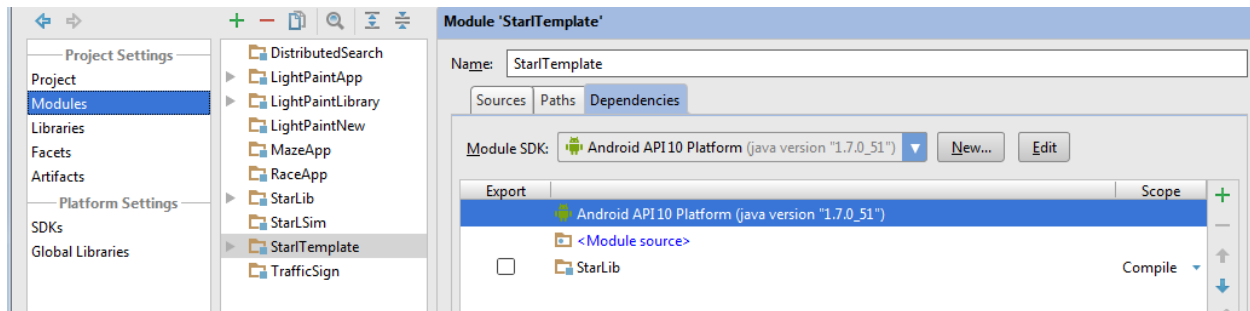 Project Settings
Project
Modules
Libraries
Facets
Artifacts
Platform Settings
SDKs
Global Libraries
DistributedSearch
LightPaintApp
LightPaintLibrary
LightPaintNew
MazeApp
RaceApp
StarLib
StarLSim
StarlTemplate
TrafficSign
Module 'StarlTemplate'
Name: StarlTemplate
Sources Paths Dependencies
Module SDK: Android API 10 Platform (java version "1.7.0_51") New... Edit
Export Scope
Android API 10 Platform (java version "1.7.0_51")
<Module source>
StarLib Compile